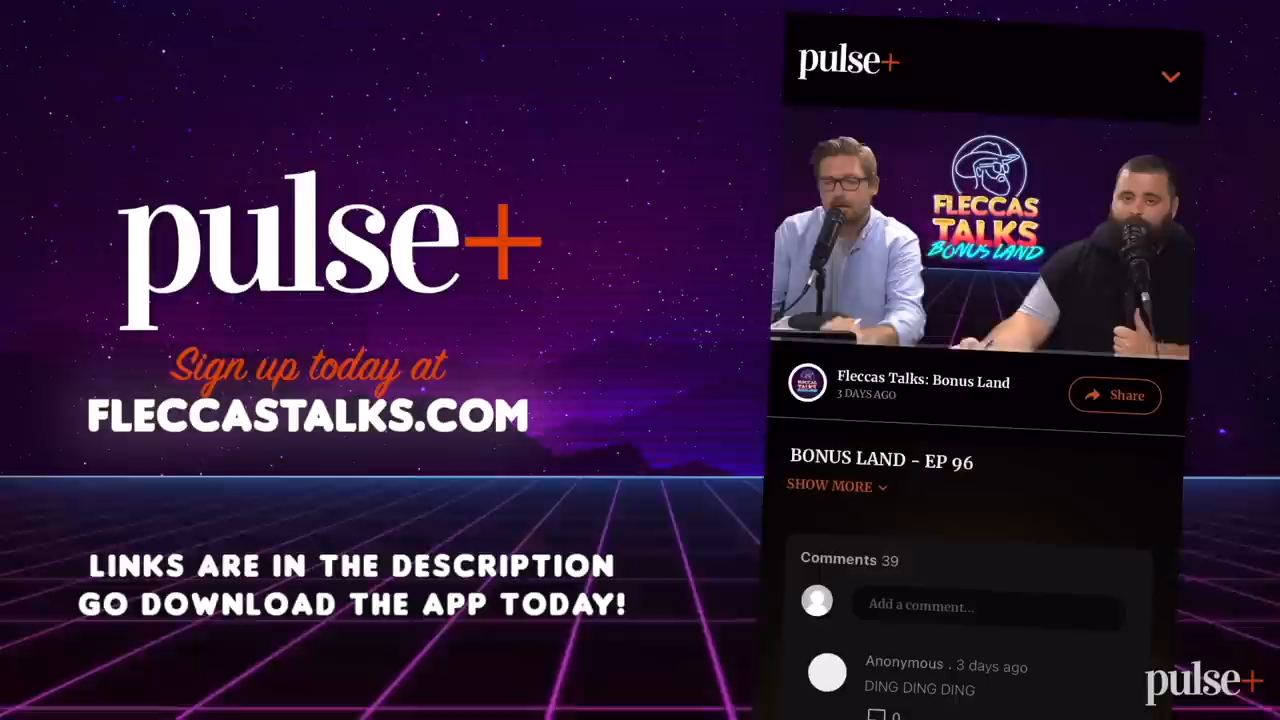 pulse+
Sign up today at
FLECCASTALKS.COM
LINKS ARE IN THE DESCRIPTION
GO DOWNLOAD THE APP TODAY!
pulse+
FLECCAS
TALKS
BONUS LAND
Fleccas Talks: Bonus Land
3 DAYS AGO
Share
BONUS LAND - EP 96
SHOW MORE
Comments 39
Add a comment...
Anonymous . 3 days ago
DING DING DING
0
pulse+